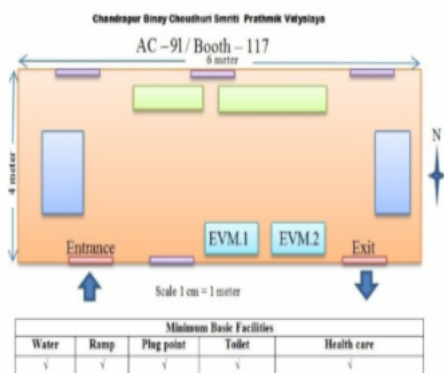 Chandrapur Binay Choudhuri Smriti Prathmik Vidyalaya
AC -91/ Booth - 117
6 meter
4 meter
N
EVM.1 EVM.2
Entrance Exit
Scale 1 cm = 1 meter
Minimum Basic Facilities
Water Ramp Plug point Toilet Health care
√ √ √ √ √